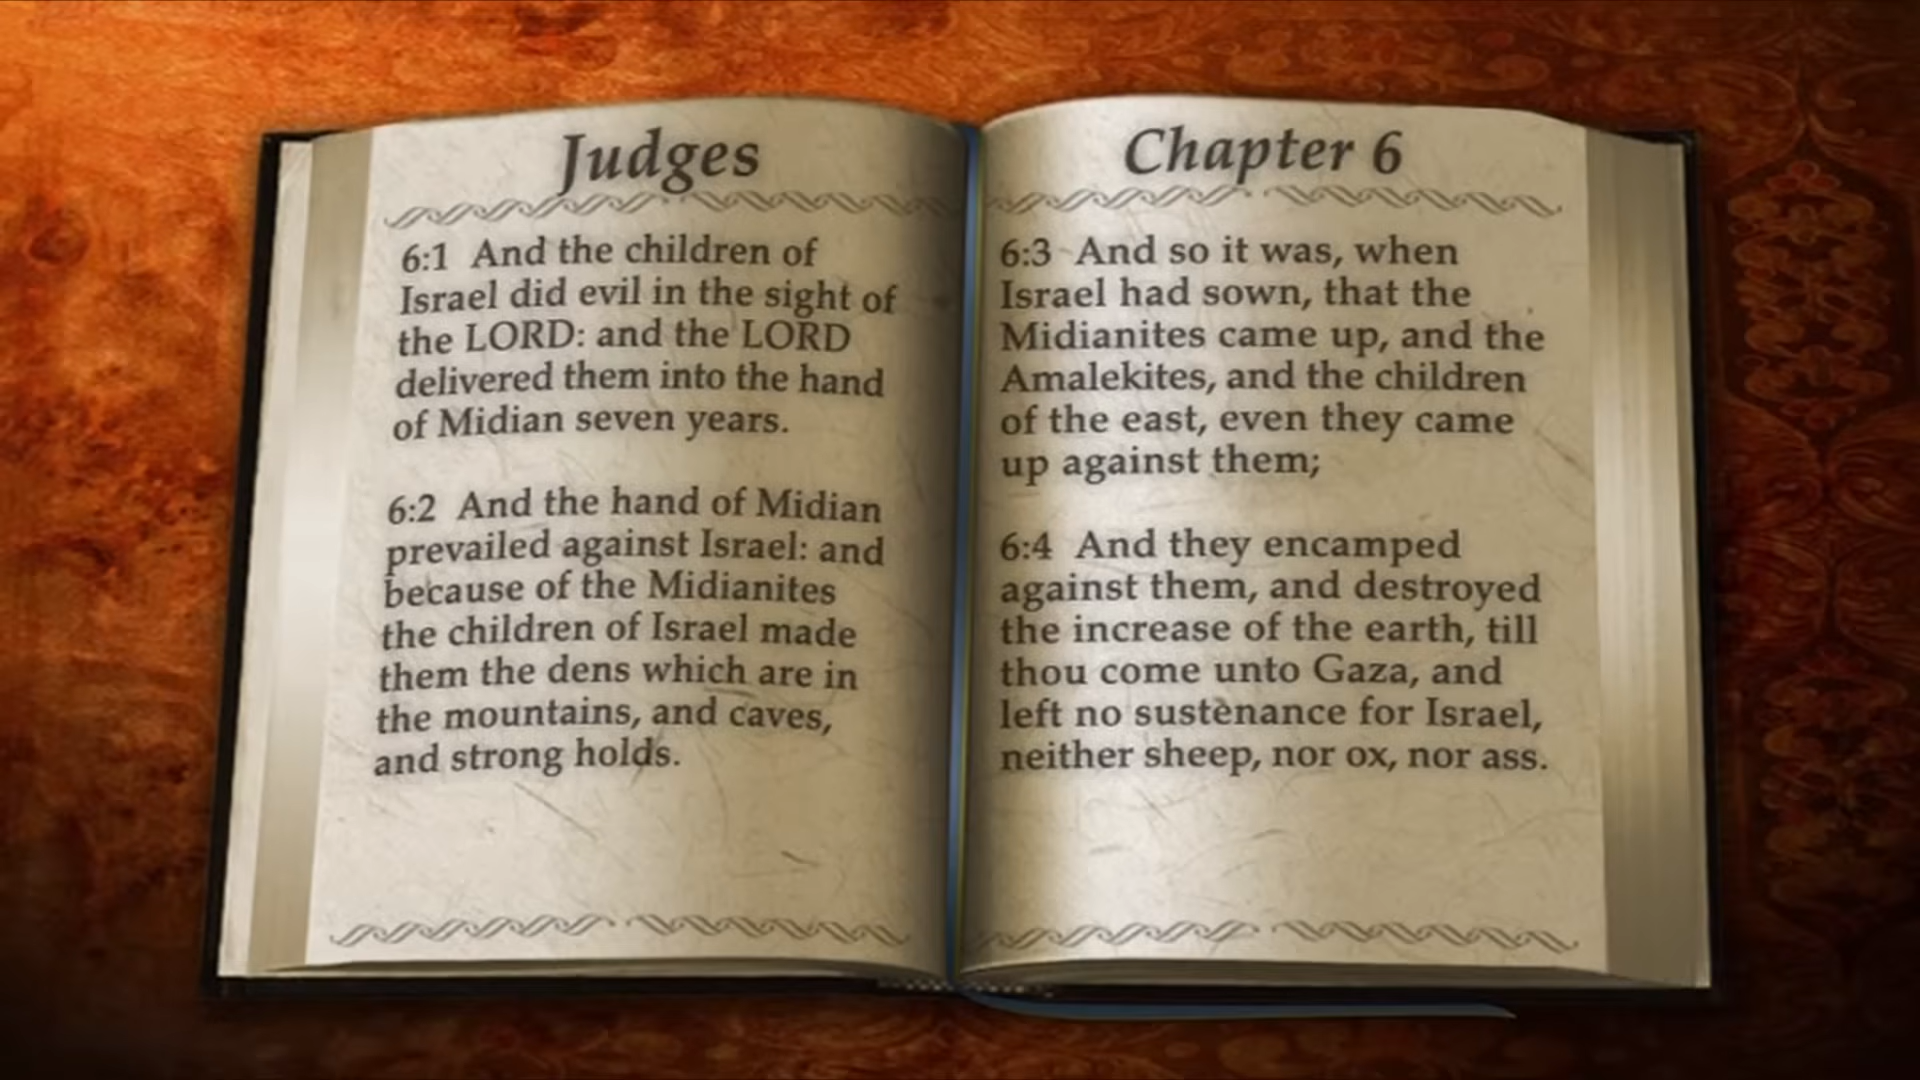 Judges
6:1 And the children of
Israel did evil in the sight of
the LORD: and the LORD
delivered them into the hand
of Midian seven years.
6:2 And the hand of Midian
prevailed against Israel: and
because of the Midianites
the children of Israel made
them the dens which are in
the mountains, and caves,
and strong holds.
Chapter 6
6:3 And so it was, when
Israel had sown, that the
Midianites came up, and the
Amalekites, and the children
of the east, even they came
up against them;
6:4 And they encamped
against them, and destroyed
the increase of the earth, till
thou come unto Gaza, and
left no sustenance for Israel,
neither sheep, nor ox, nor ass.